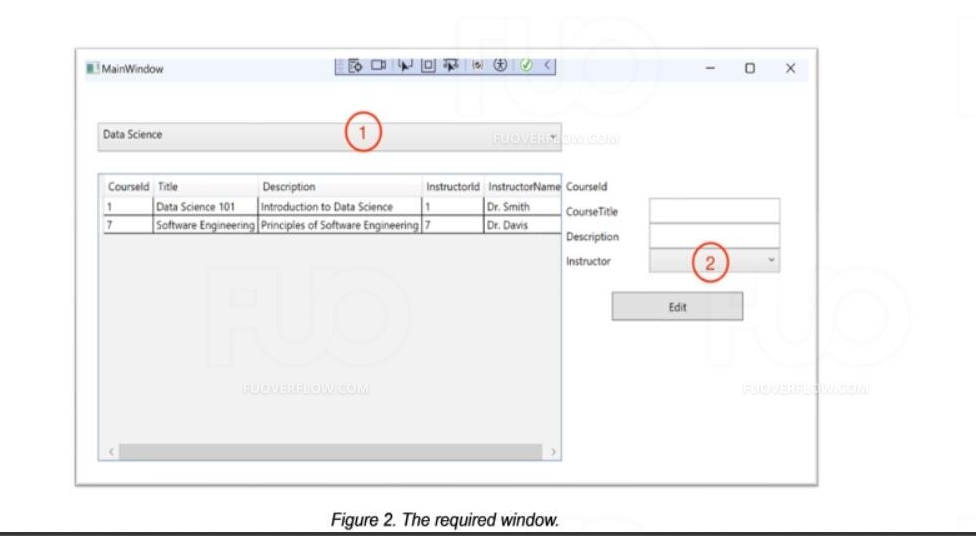 MainWindow
Data Science
1
FUOVERFLOW.COM
CourseId Title Description InstructorId InstructorName
1 Data Science 101 Introduction to Data Science 1 Dr. Smith
7 Software Engineering Principles of Software Engineering 7 Dr. Davis
CourseId
CourseTitle
Description
Instructor
2
Edit
FUO
FUO
FUOVERFLOW.COM
FUOVERFLOW.COM
Figure 2. The required window.